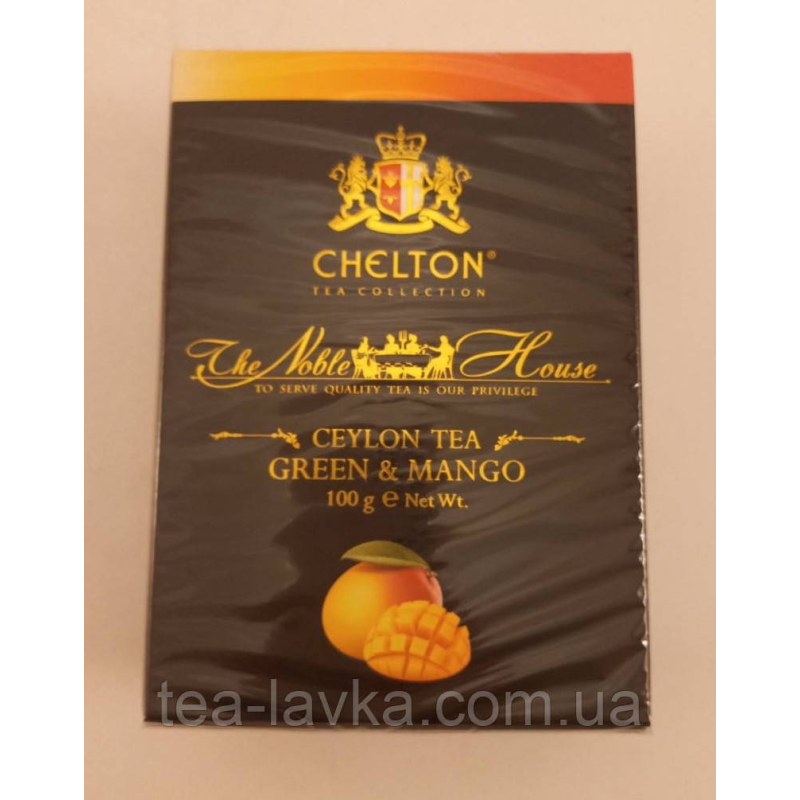 CHELTON®
TEA COLLECTION
The Noble House
TO SERVE QUALITY TEA IS OUR PRIVILEGE
CEYLON TEA
GREEN & MANGO
100 g ℮ Net Wt.
tea-lavka.com.ua